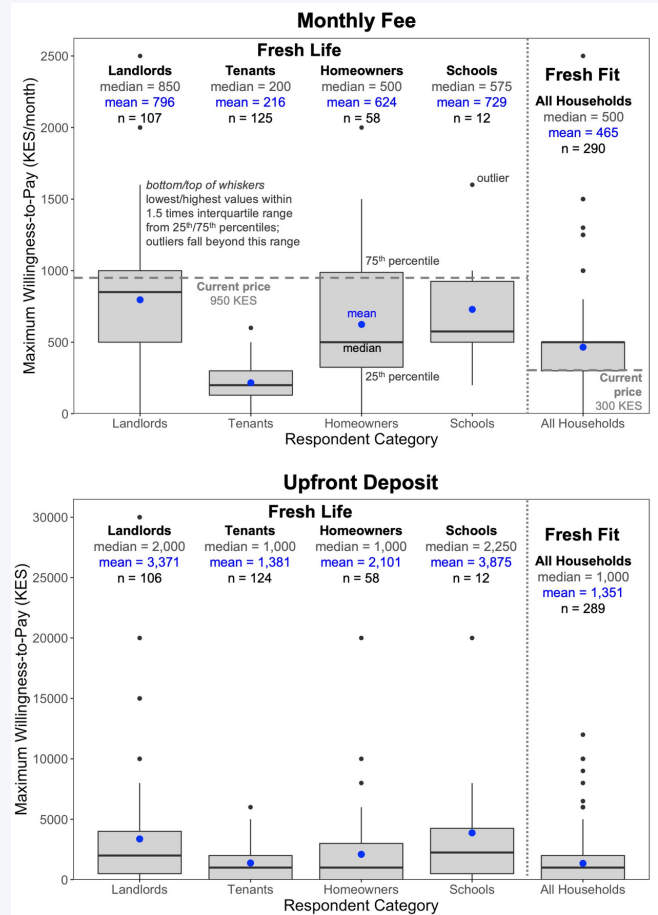 Monthly Fee
Fresh Life
Landlords
median = 850
mean = 796
n = 107
Tenants
median = 200
mean = 216
n = 125
Homeowners
median = 500
mean = 624
n = 58
Schools
median = 575
mean = 729
n = 12
Fresh Fit
All Households
median = 500
mean = 465
n = 290
bottom/top of whiskers
lowest/highest values within
1.5 times interquartile range
from 25th/75th percentiles;
outliers fall beyond this range
outlier
75th percentile
Current price
950 KES
mean
median
25th percentile
Current
price
300 KES
Maximum Willingness-to-Pay (KES/month)
2500
2000
1500
1000
500
0
Landlords
Tenants
Homeowners
Schools
All Households
Respondent Category
Upfront Deposit
Fresh Life
Landlords
median = 2,000
mean = 3,371
n = 106
Tenants
median = 1,000
mean = 1,381
n = 124
Homeowners
median = 1,000
mean = 2,101
n = 58
Schools
median = 2,250
mean = 3,875
n = 12
Fresh Fit
All Households
median = 1,000
mean = 1,351
n = 289
Maximum Willingness-to-Pay (KES)
30000
25000
20000
15000
10000
5000
0
Landlords
Tenants
Homeowners
Schools
All Households
Respondent Category